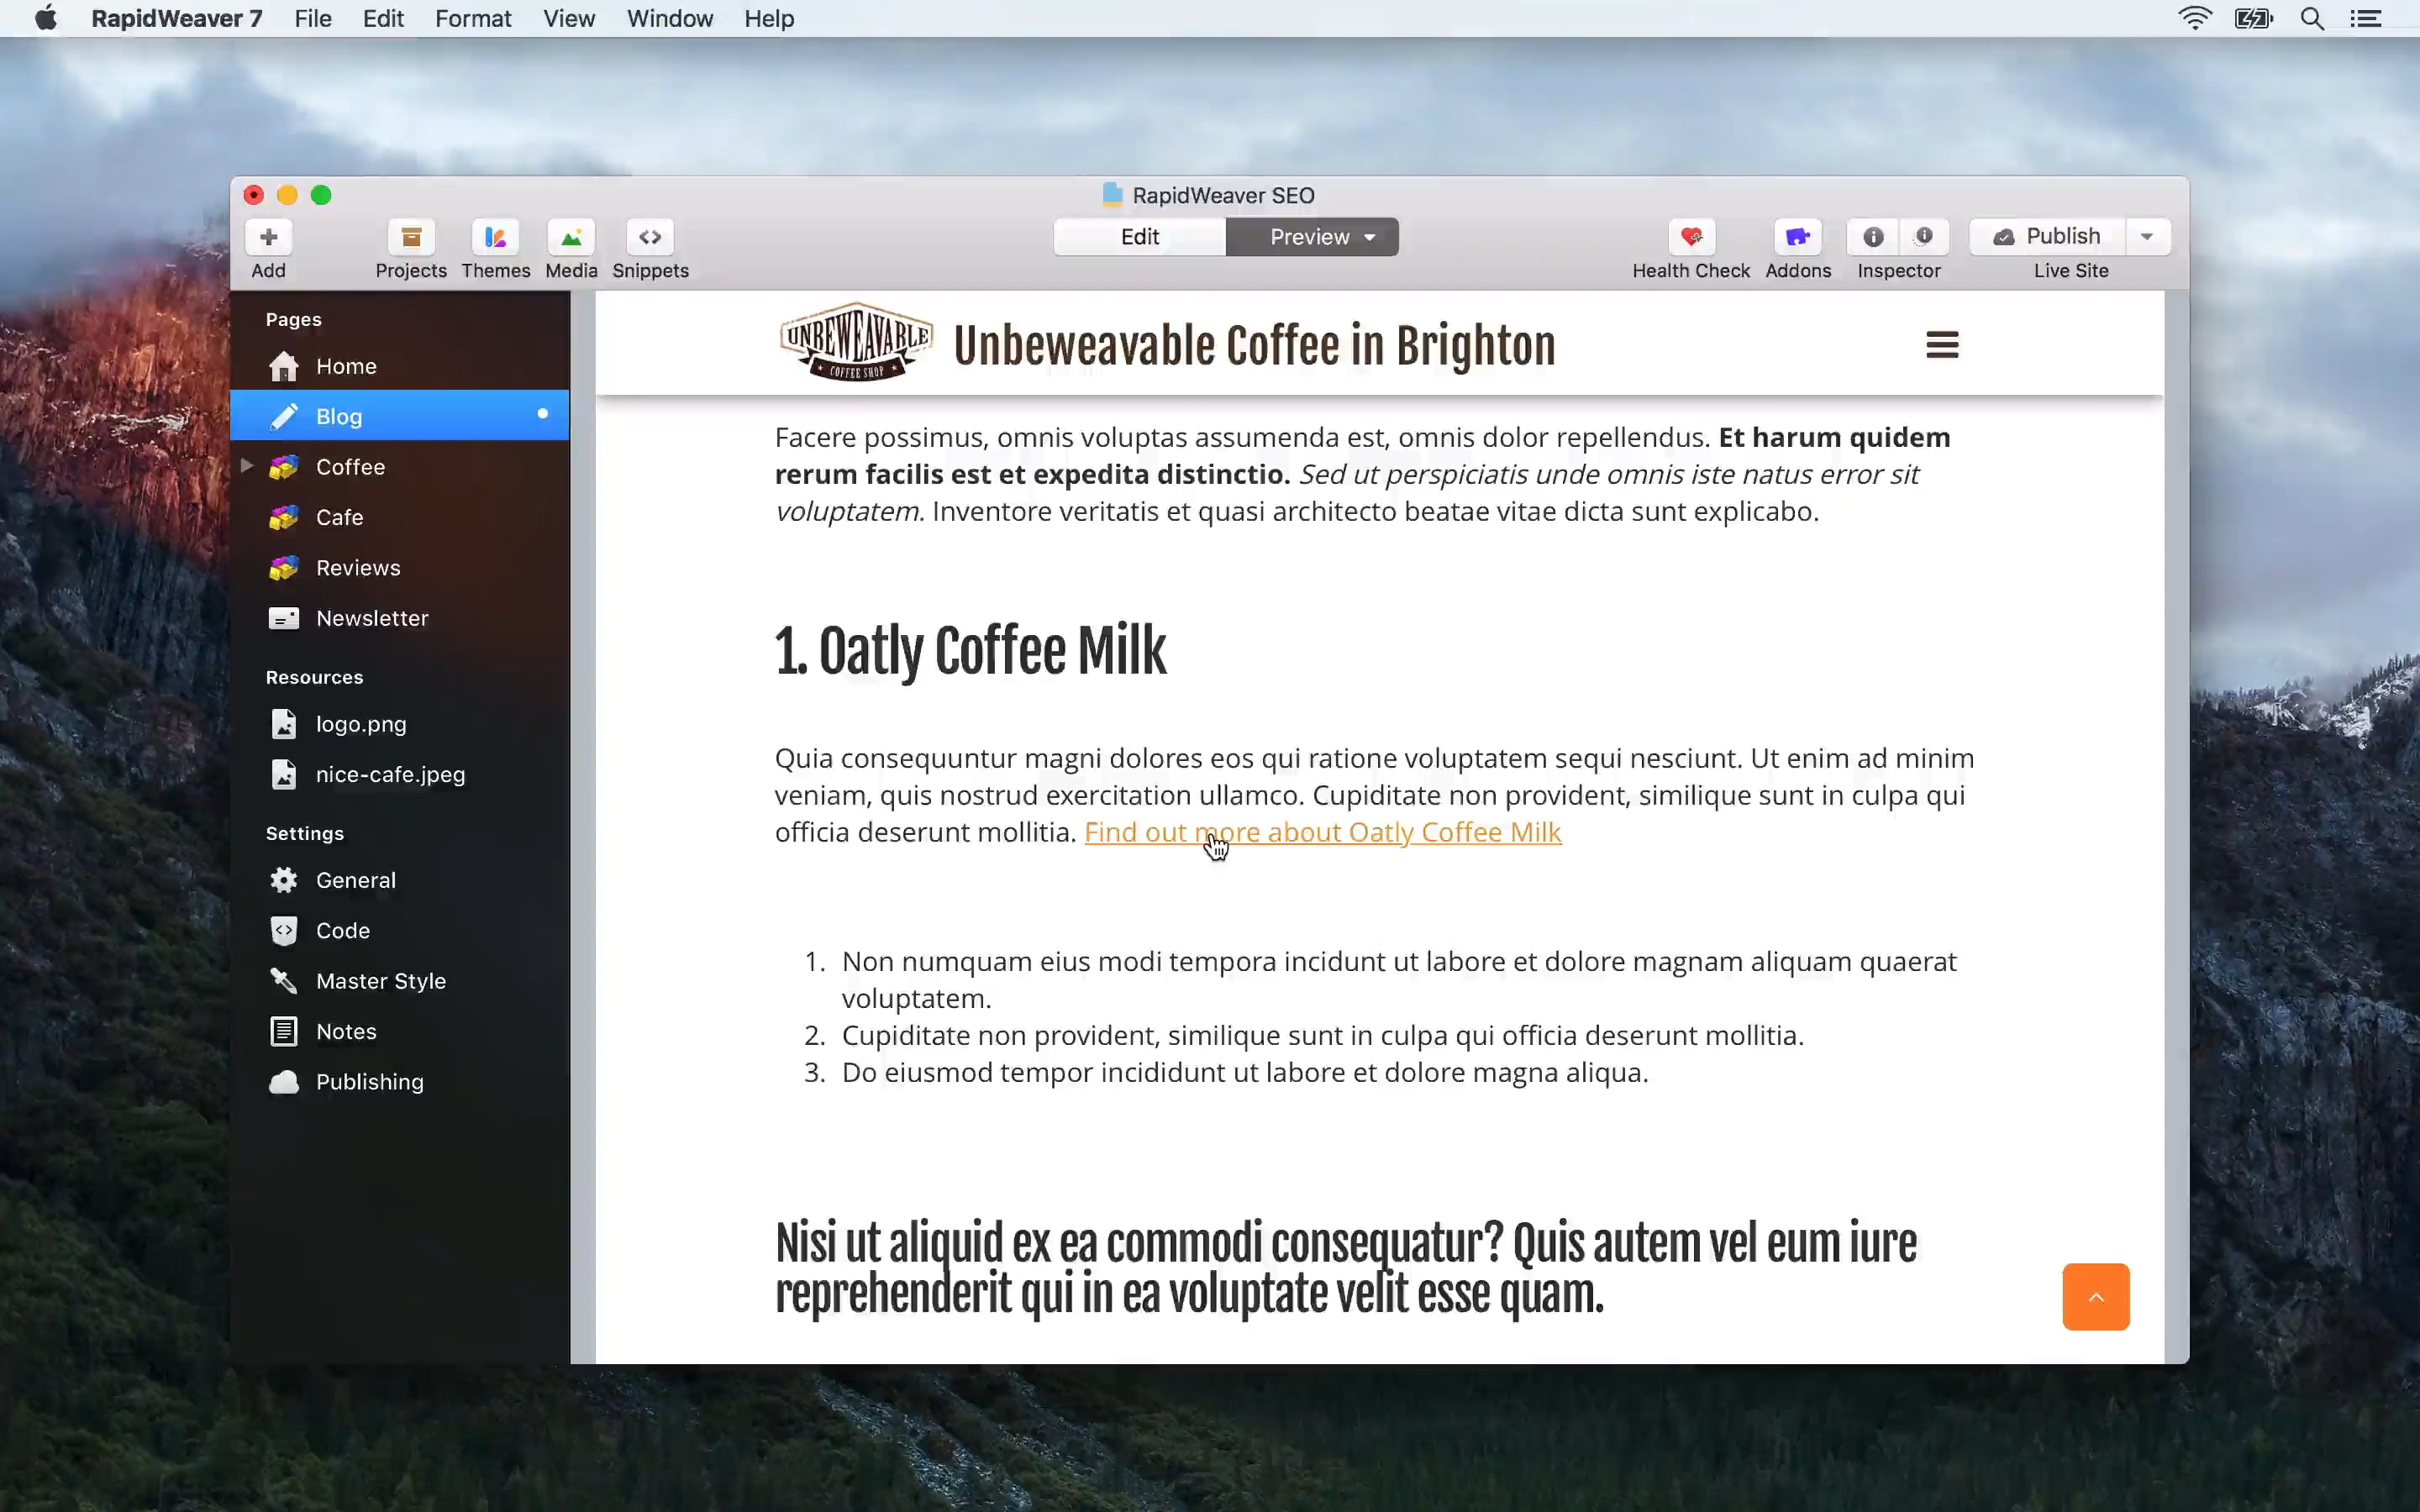 RapidWeaver 7 File Edit Format View Window Help
RapidWeaver SEO
Edit Preview Publish
Add Projects Themes Media Snippets Health Check Addons Inspector Live Site
Pages
Home
Blog
Coffee
Cafe
Reviews
Newsletter
Resources
logo.png
nice-cafe.jpeg
Settings
General
Code
Master Style
Notes
Publishing
UNBEWEAVABLE
COFFEE SHOP
Unbeweavable Coffee in Brighton
Facere possimus, omnis voluptas assumenda est, omnis dolor repellendus. Et harum quidem
rerum facilis est et expedita distinctio. Sed ut perspiciatis unde omnis iste natus error sit
voluptatem. Inventore veritatis et quasi architecto beatae vitae dicta sunt explicabo.
1. Oatly Coffee Milk
Quia consequuntur magni dolores eos qui ratione voluptatem sequi nesciunt. Ut enim ad minim
veniam, quis nostrud exercitation ullamco. Cupiditate non provident, similique sunt in culpa qui
officia deserunt mollitia. Find out more about Oatly Coffee Milk
1. Non numquam eius modi tempora incidunt ut labore et dolore magnam aliquam quaerat
voluptatem.
2. Cupiditate non provident, similique sunt in culpa qui officia deserunt mollitia.
3. Do eiusmod tempor incididunt ut labore et dolore magna aliqua.
Nisi ut aliquid ex ea commodi consequatur? Quis autem vel eum iure
reprehenderit qui in ea voluptate velit esse quam.